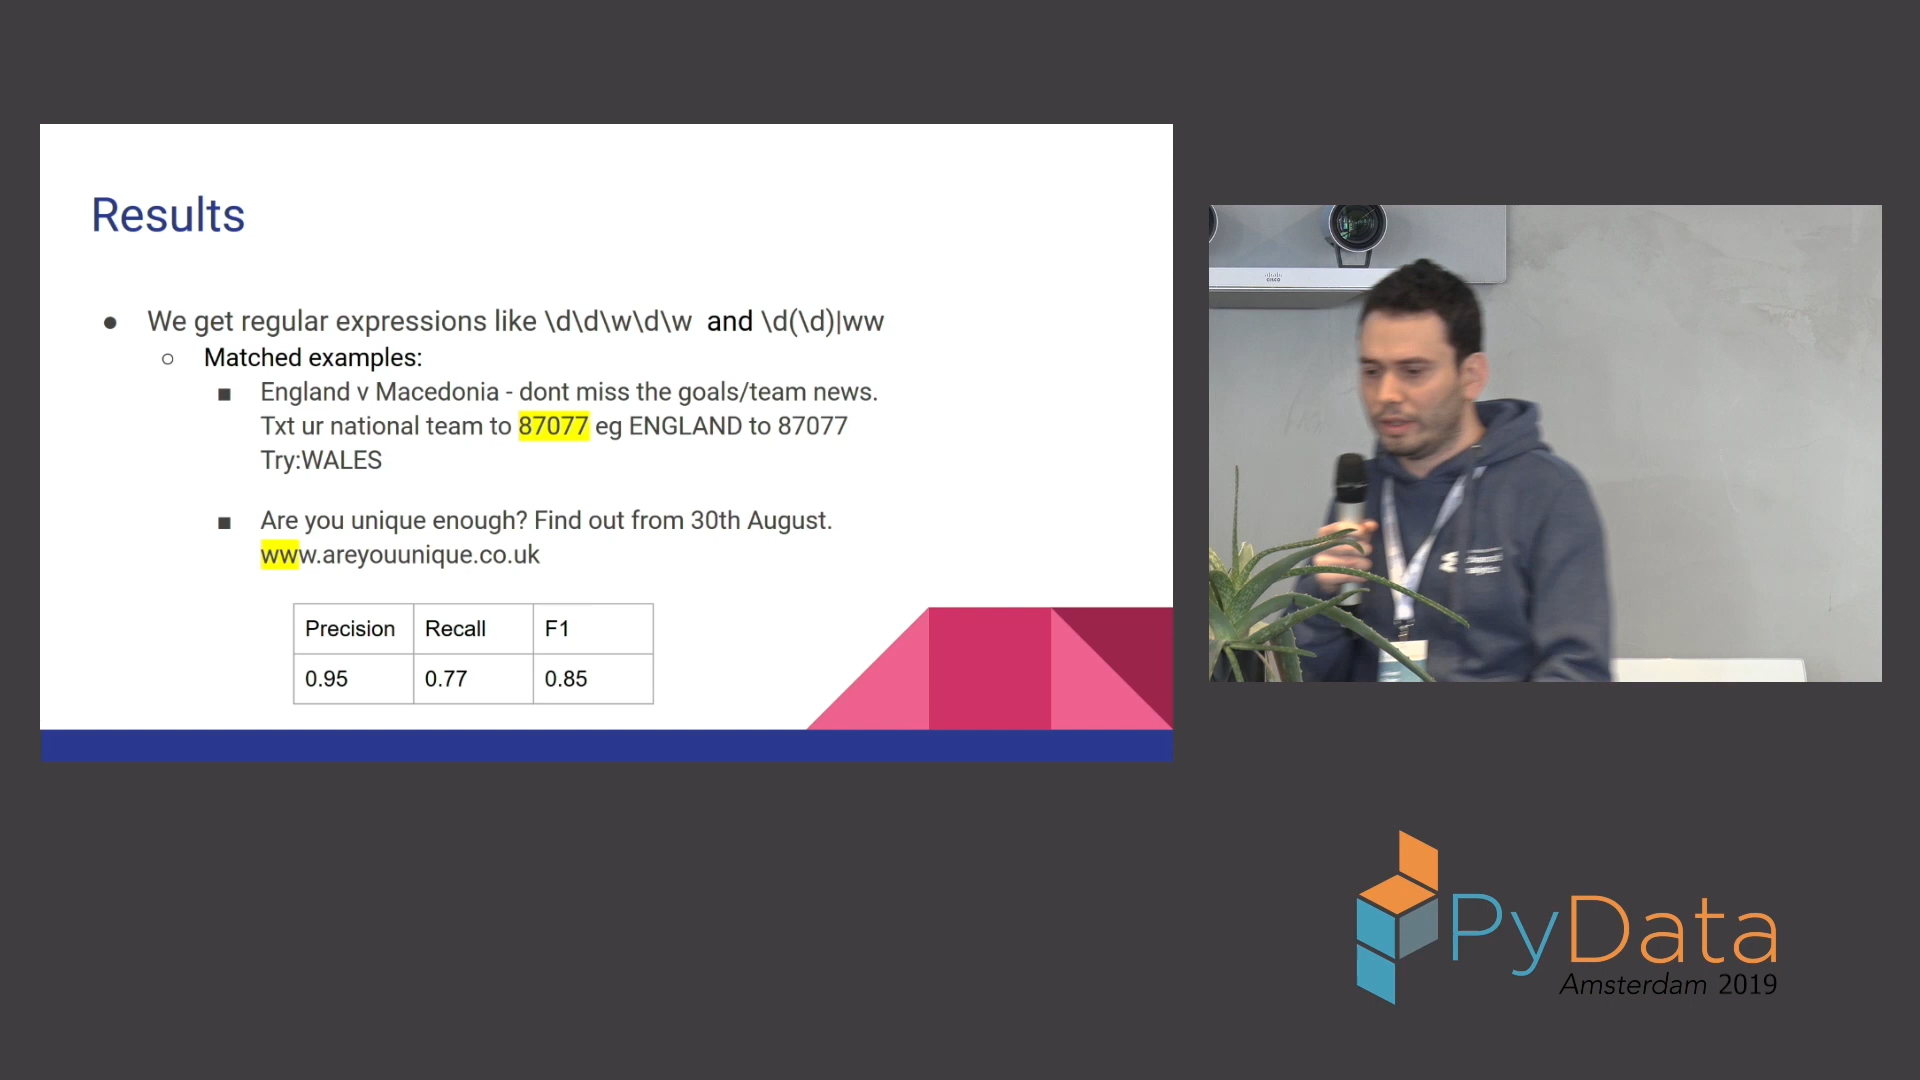 Results
● We get regular expressions like \d\d\w\d\w and \d(\d)|ww
○ Matched examples:
■ England v Macedonia - dont miss the goals/team news.
Txt ur national team to 87077 eg ENGLAND to 87077
Try:WALES
■ Are you unique enough? Find out from 30th August.
www.areyouunique.co.uk
Precision Recall F1
0.95 0.77 0.85
CISCO
PyData
Amsterdam 2019